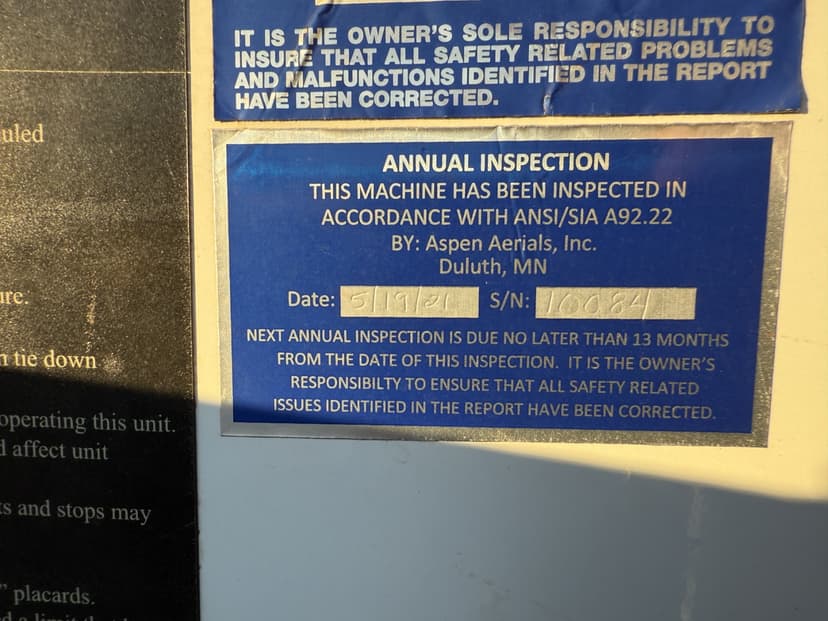 IT IS THE OWNER'S SOLE RESPONSIBILITY TO
INSURE THAT ALL SAFETY RELATED PROBLEMS
AND MALFUNCTIONS IDENTIFIED IN THE REPORT
HAVE BEEN CORRECTED.
ANNUAL INSPECTION
THIS MACHINE HAS BEEN INSPECTED IN
ACCORDANCE WITH ANSI/SIA A92.22
BY: Aspen Aerials, Inc.
Duluth, MN
Date: 5/19/21 S/N: 10084
NEXT ANNUAL INSPECTION IS DUE NO LATER THAN 13 MONTHS
FROM THE DATE OF THIS INSPECTION. IT IS THE OWNER'S
RESPONSIBILTY TO ENSURE THAT ALL SAFETY RELATED
ISSUES IDENTIFIED IN THE REPORT HAVE BEEN CORRECTED.
uled
ure.
tie down
operating this unit.
affect unit
and stops may
" placards.